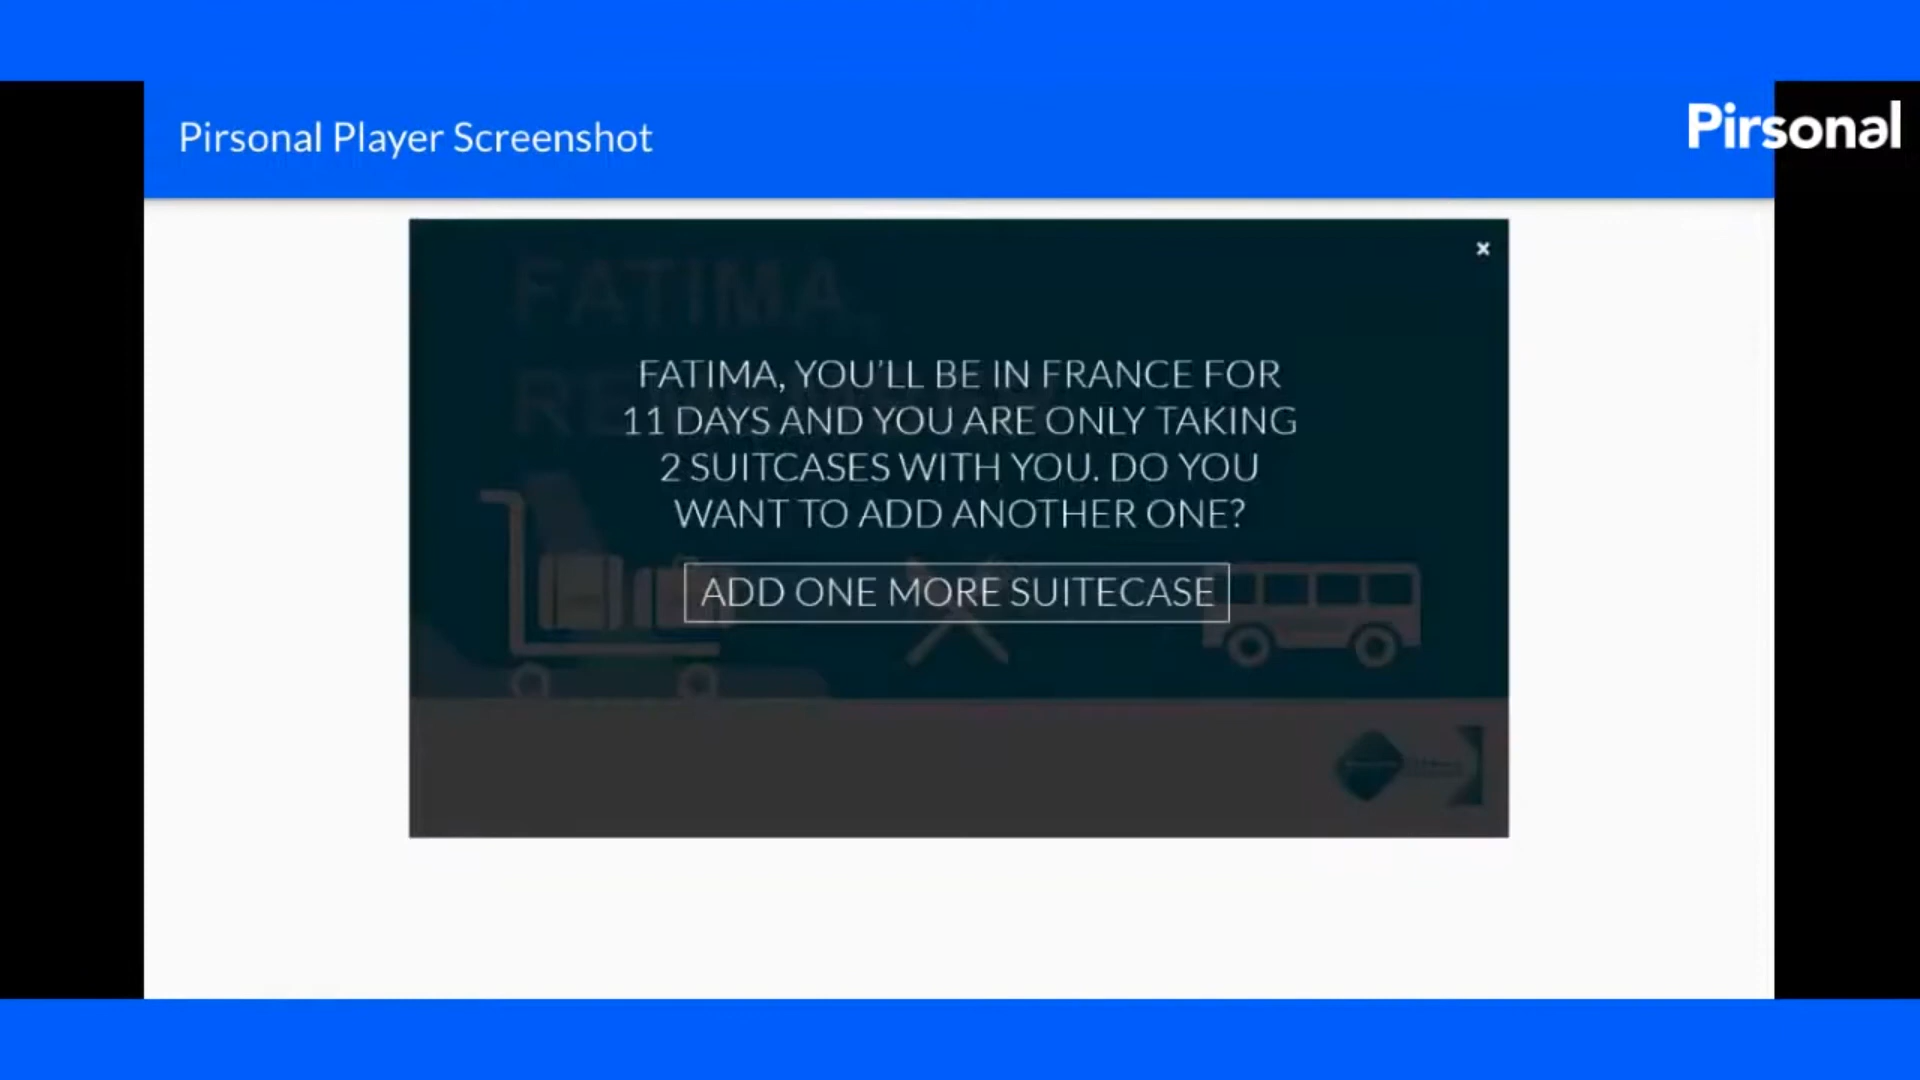 Pirsonal Player Screenshot
Pirsonal
×
FATIMA,
FATIMA, YOU'LL BE IN FRANCE FOR
11 DAYS AND YOU ARE ONLY TAKING
2 SUITCASES WITH YOU. DO YOU
WANT TO ADD ANOTHER ONE?
ADD ONE MORE SUITECASE